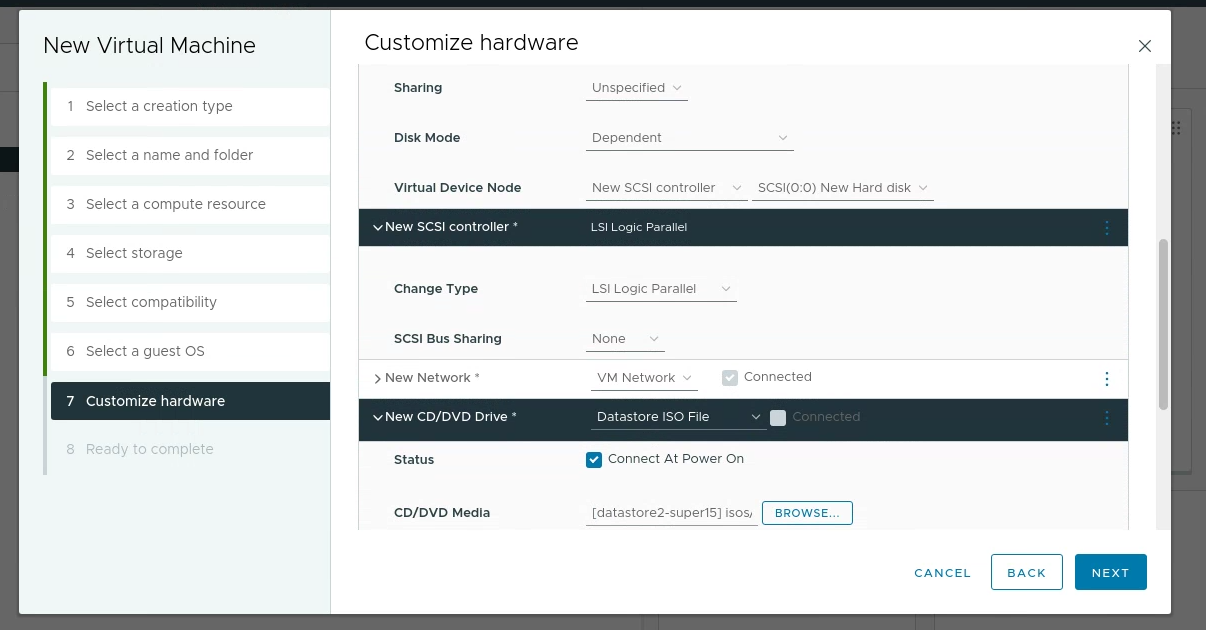 New Virtual Machine
1 Select a creation type
2 Select a name and folder
3 Select a compute resource
4 Select storage
5 Select compatibility
6 Select a guest OS
7 Customize hardware
8 Ready to complete
Customize hardware
Sharing Unspecified
Disk Mode Dependent
Virtual Device Node New SCSI controller SCSI(0:0) New Hard disk
New SCSI controller * LSI Logic Parallel
Change Type LSI Logic Parallel
SCSI Bus Sharing None
New Network * VM Network Connected
New CD/DVD Drive * Datastore ISO File Connected
Status Connect At Power On
CD/DVD Media [datastore2-super15] isos/ BROWSE...
CANCEL BACK NEXT